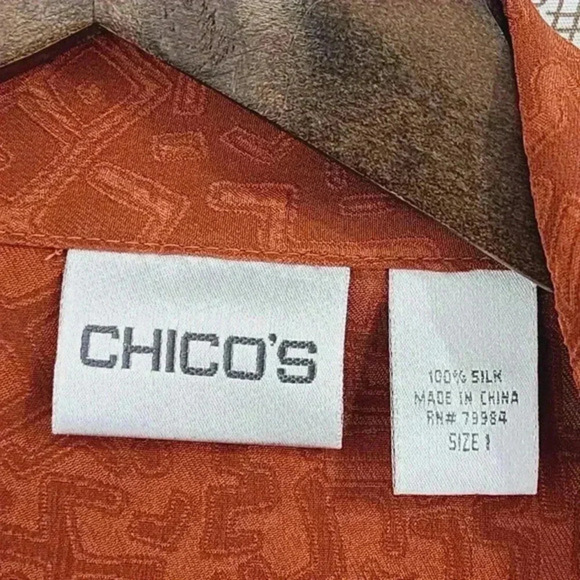 CHICO'S
100% SILK
MADE IN CHINA
RN# 79984
SIZE 1